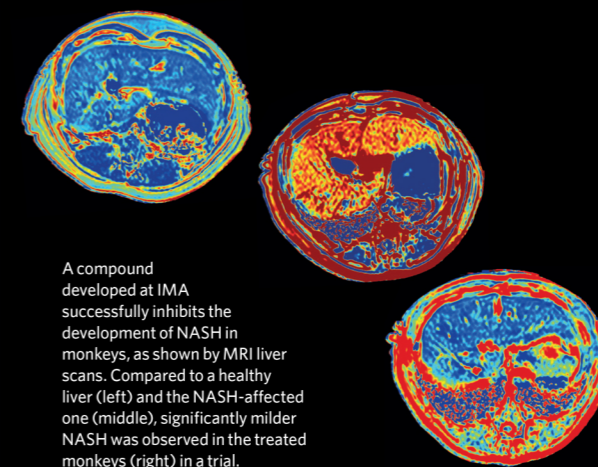 A compound
developed at IMA
successfully inhibits the
development of NASH in
monkeys, as shown by MRI liver
scans. Compared to a healthy
liver (left) and the NASH-affected
one (middle), significantly milder
NASH was observed in the treated
monkeys (right) in a trial.